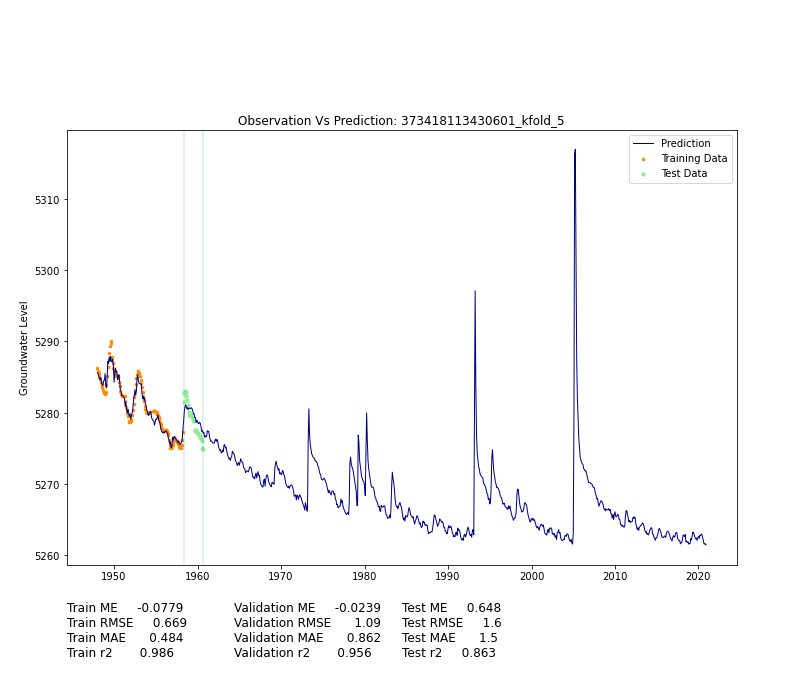 Observation Vs Prediction: 373418113430601_kfold_5
Prediction
Training Data
Test Data
Groundwater Level
5310
5300
5290
5280
5270
5260
1950 1960 1970 1980 1990 2000 2010 2020
Train ME -0.0779 Validation ME -0.0239 Test ME 0.648
Train RMSE 0.669 Validation RMSE 1.09 Test RMSE 1.6
Train MAE 0.484 Validation MAE 0.862 Test MAE 1.5
Train r2 0.986 Validation r2 0.956 Test r2 0.863